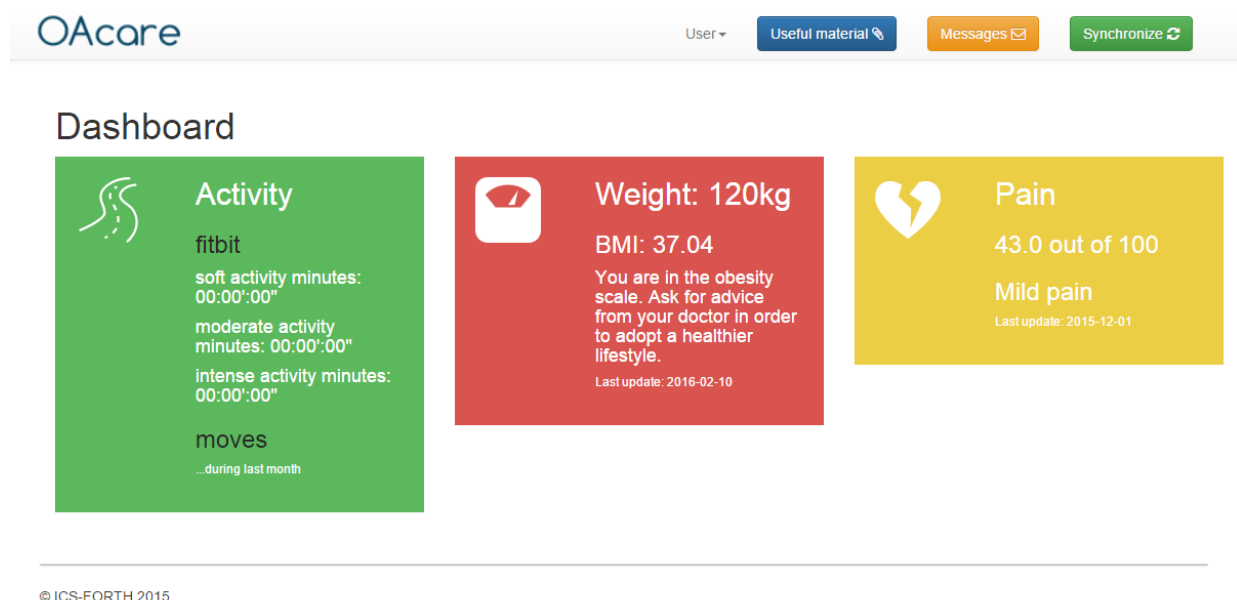 OAcare
User
Useful material
Messages
Synchronize
Dashboard
Activity
fitbit
soft activity minutes:
00:00':00"
moderate activity
minutes: 00:00':00"
intense activity minutes:
00:00':00"
moves
...during last month
Weight: 120kg
BMI: 37.04
You are in the obesity
scale. Ask for advice
from your doctor in order
to adopt a healthier
lifestyle.
Last update: 2016-02-10
Pain
43.0 out of 100
Mild pain
Last update: 2015-12-01
© ICS-FORTH 2015